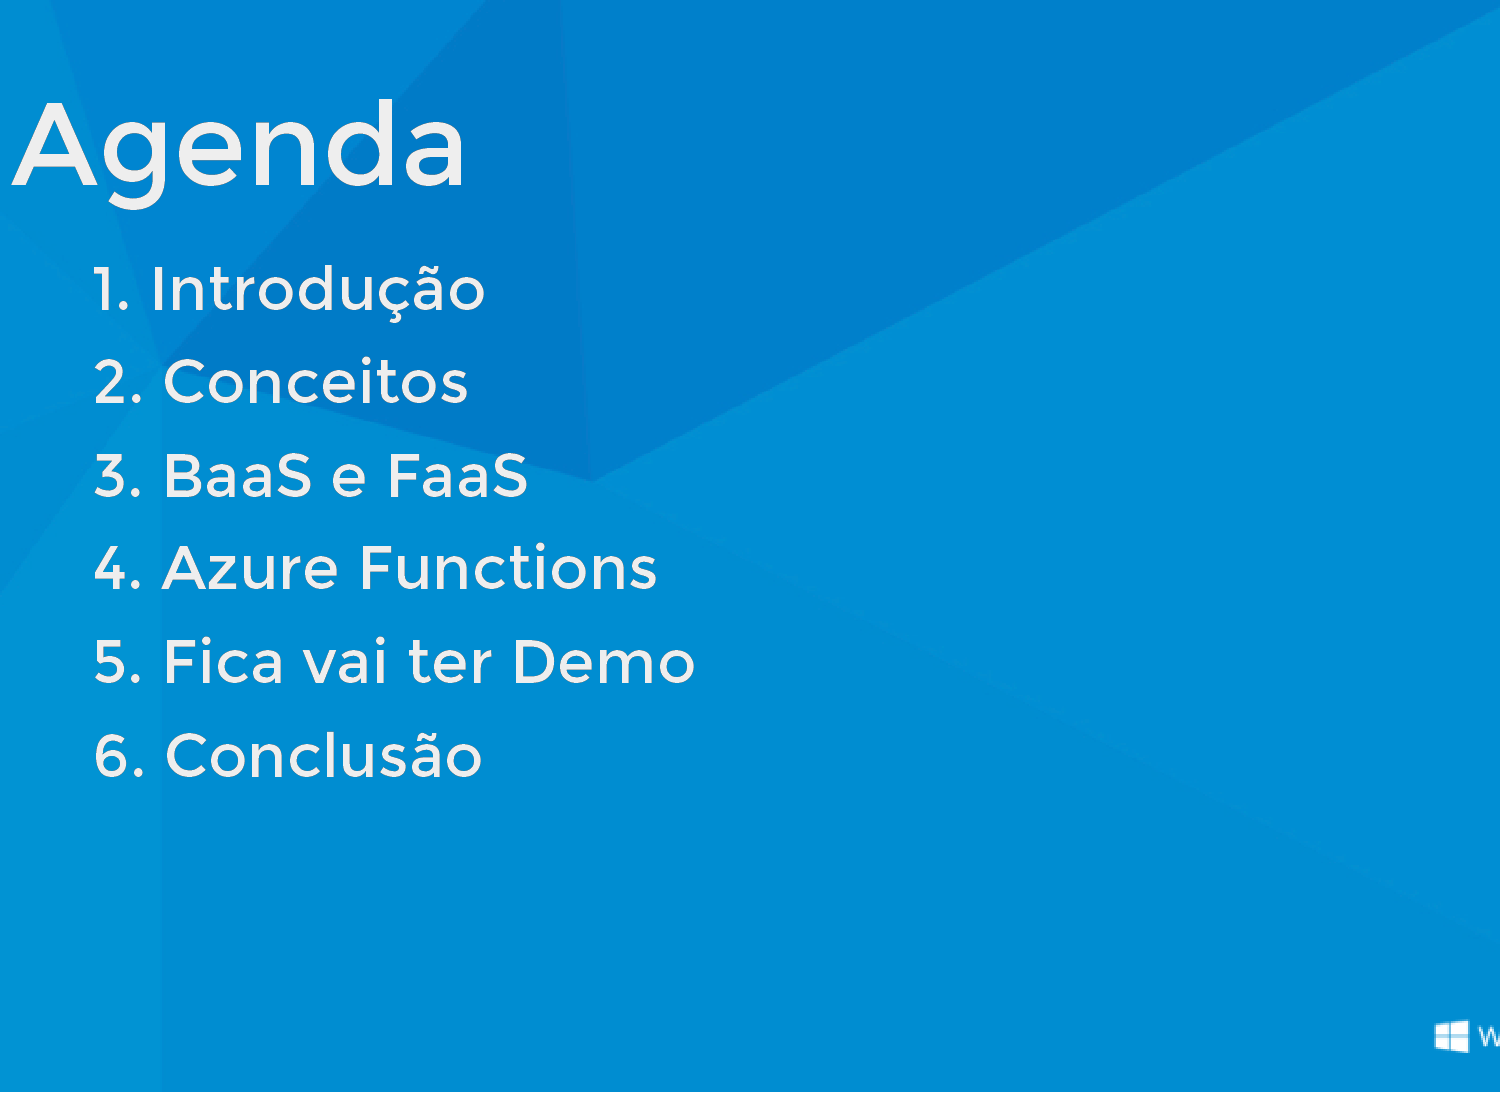 Agenda
1. Introdução
2. Conceitos
3. BaaS e FaaS
4. Azure Functions
5. Fica vai ter Demo
6. Conclusão